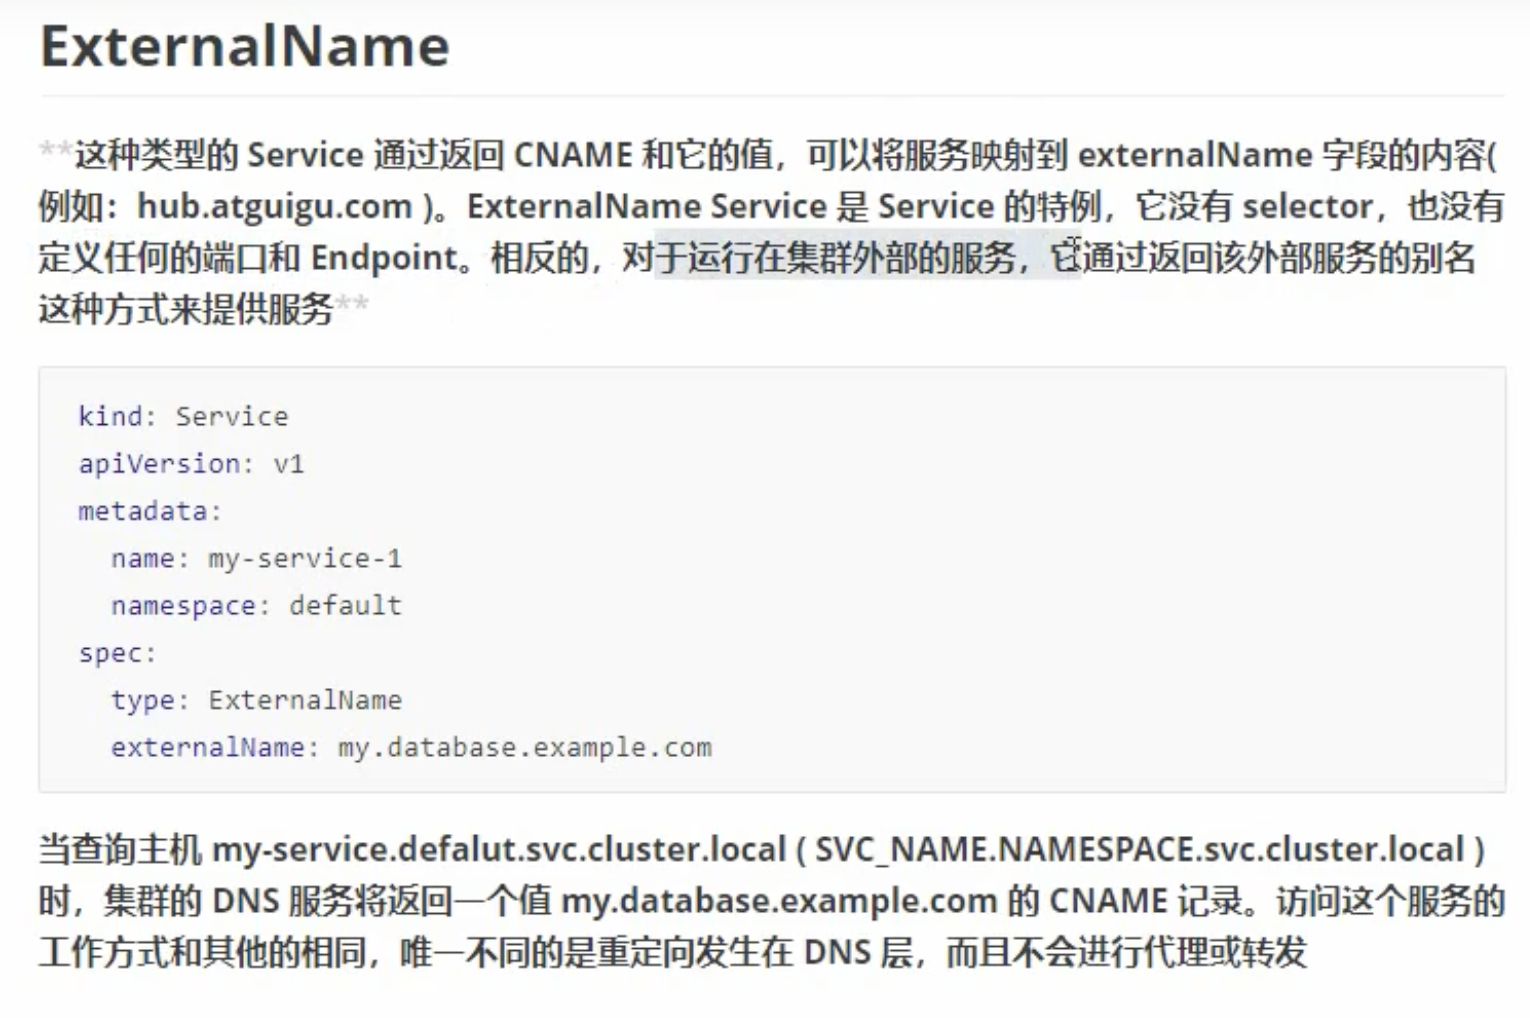 ExternalName
**这种类型的 Service 通过返回 CNAME 和它的值，可以将服务映射到 externalName 字段的内容(
例如：hub.atguigu.com )。ExternalName Service 是 Service 的特例，它没有 selector，也没有
定义任何的端口和 Endpoint。相反的，对于运行在集群外部的服务，它通过返回该外部服务的别名
这种方式来提供服务**
kind: Service
apiVersion: v1
metadata:
  name: my-service-1
  namespace: default
spec:
  type: ExternalName
  externalName: my.database.example.com
当查询主机 my-service.defalut.svc.cluster.local ( SVC_NAME.NAMESPACE.svc.cluster.local )
时，集群的 DNS 服务将返回一个值 my.database.example.com 的 CNAME 记录。访问这个服务的
工作方式和其他的相同，唯一不同的是重定向发生在 DNS 层，而且不会进行代理或转发